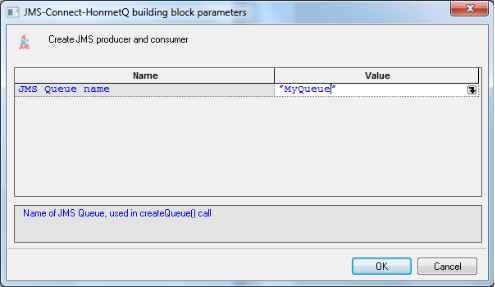 JMS-Connect-HonrnetQ building block parameters
Create JMS producer and consumer
Name Value
JMS Queue name "MyQueue"
Name of JMS Queue, used in createQueue() call
OK Cancel